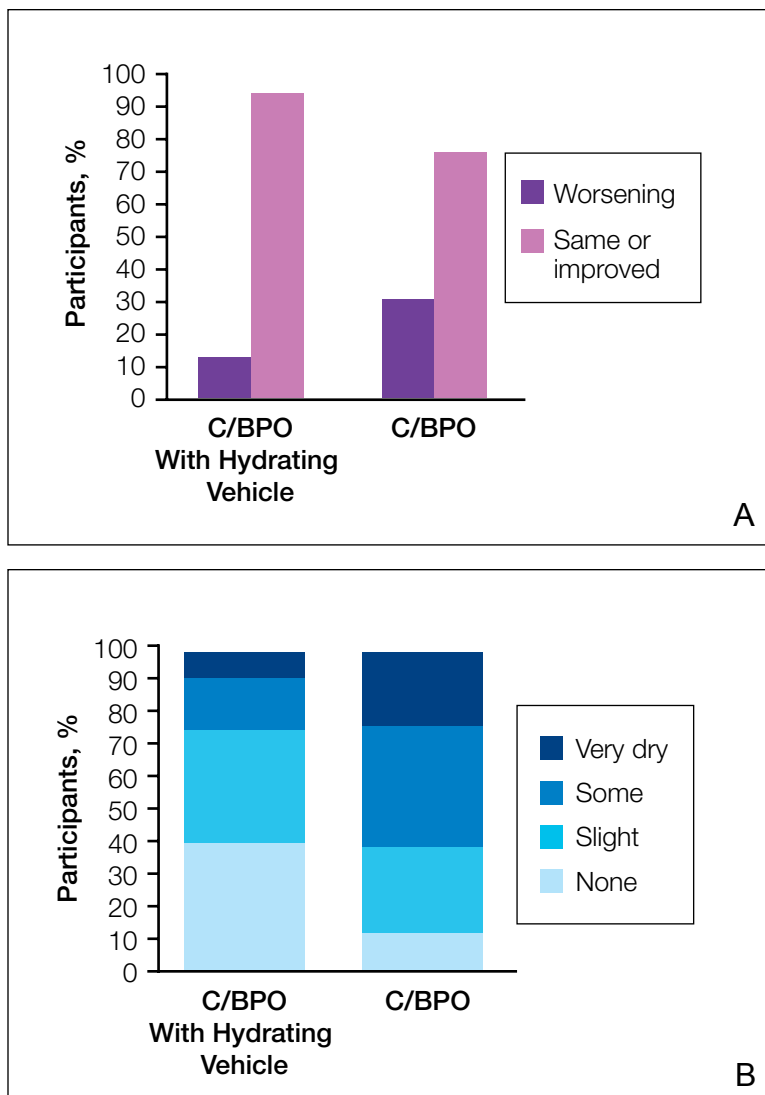 100
90
80
70
60
50
40
30
20
10
0
Participants, %
C/BPO
With Hydrating
Vehicle
C/BPO
Worsening
Same or
improved
A
100
90
80
70
60
50
40
30
20
10
0
Participants, %
C/BPO
With Hydrating
Vehicle
C/BPO
Very dry
Some
Slight
None
B